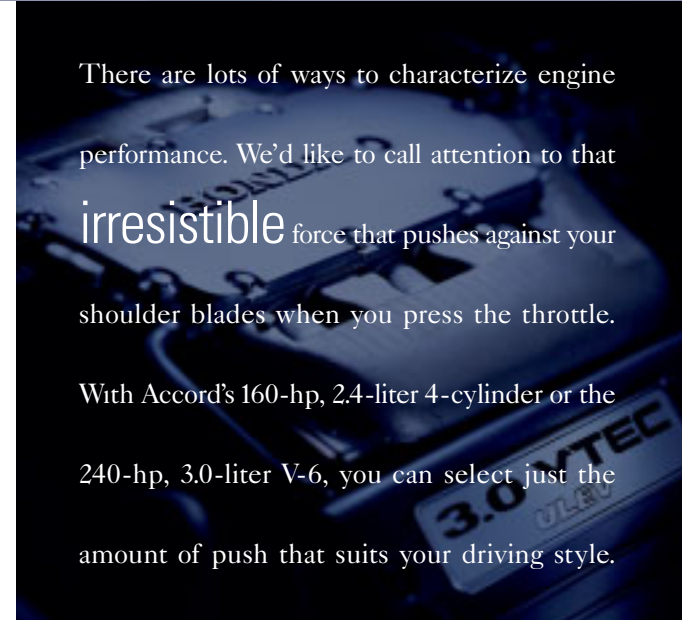 There are lots of ways to characterize engine
performance. We'd like to call attention to that
irresistible force that pushes against your
shoulder blades when you press the throttle.
With Accord's 160-hp, 2.4-liter 4-cylinder or the
240-hp, 3.0-liter V-6, you can select just the
amount of push that suits your driving style.
HONDA
3.0 VTEC
ULEV